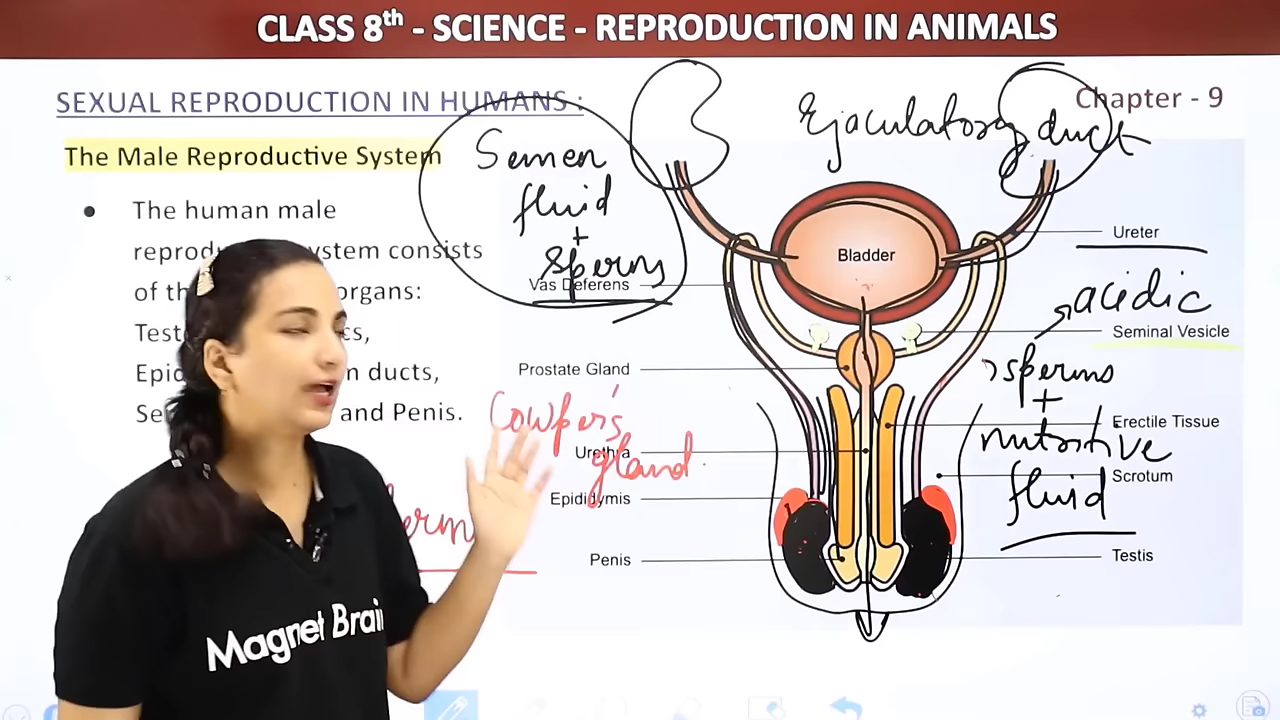 CLASS 8th - SCIENCE - REPRODUCTION IN ANIMALS
SEXUAL REPRODUCTION IN HUMANS :
Chapter - 9
The Male Reproductive System
● The human male
system consists
organs:
ducts,
and Penis.
Semen
fluid
+
sperms
Ejaculatory duct
Vas Deferens
Prostate Gland
Cowper's
gland
Urethra
Epididymis
Penis
Bladder
Ureter
acidic
Seminal Vesicle
sperms
+
nutritive
fluid
Erectile Tissue
Scrotum
Testis
Magnet Brai